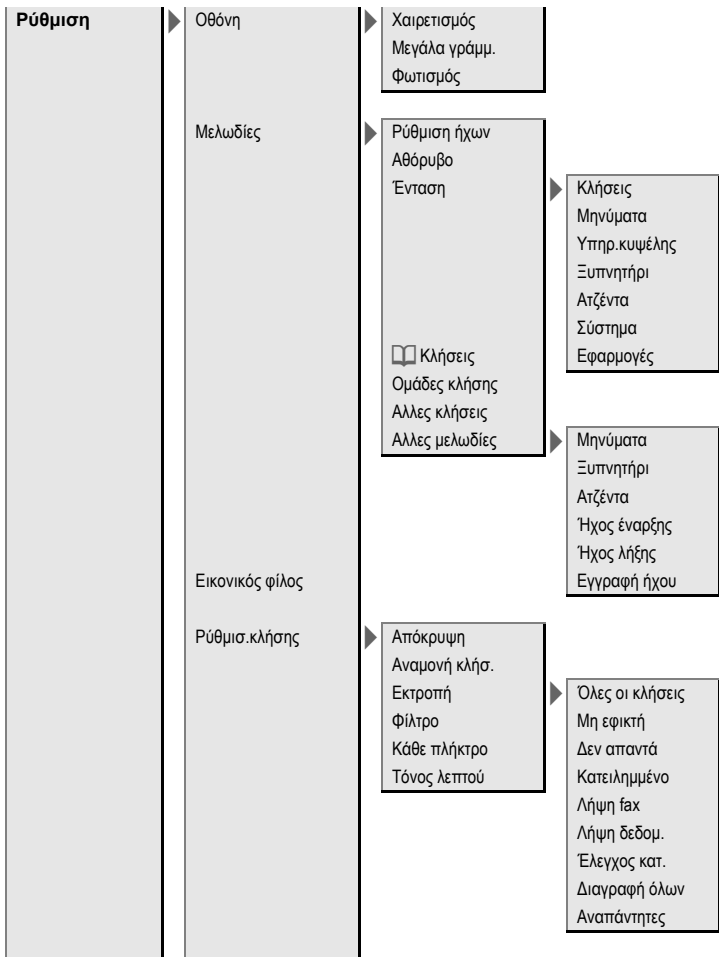 Ρύθμιση
Οθόνη
Χαιρετισμός
Μεγάλα γράμμ.
Φωτισμός
Μελωδίες
Ρύθμιση ήχων
Αθόρυβο
Ένταση
Κλήσεις
Μηνύματα
Υπηρ.κυψέλης
Ξυπνητήρι
Ατζέντα
Σύστημα
Εφαρμογές
Κλήσεις
Ομάδες κλήσης
Αλλες κλήσεις
Αλλες μελωδίες
Μηνύματα
Ξυπνητήρι
Ατζέντα
Ήχος έναρξης
Ήχος λήξης
Εγγραφή ήχου
Εικονικός φίλος
Ρύθμισ.κλήσης
Απόκρυψη
Αναμονή κλήσ.
Εκτροπή
Όλες οι κλήσεις
Μη εφικτή
Δεν απαντά
Κατειλημμένο
Λήψη fax
Λήψη δεδομ.
Έλεγχος κατ.
Διαγραφή όλων
Αναπάντητες
Φίλτρο
Κάθε πλήκτρο
Τόνος λεπτού